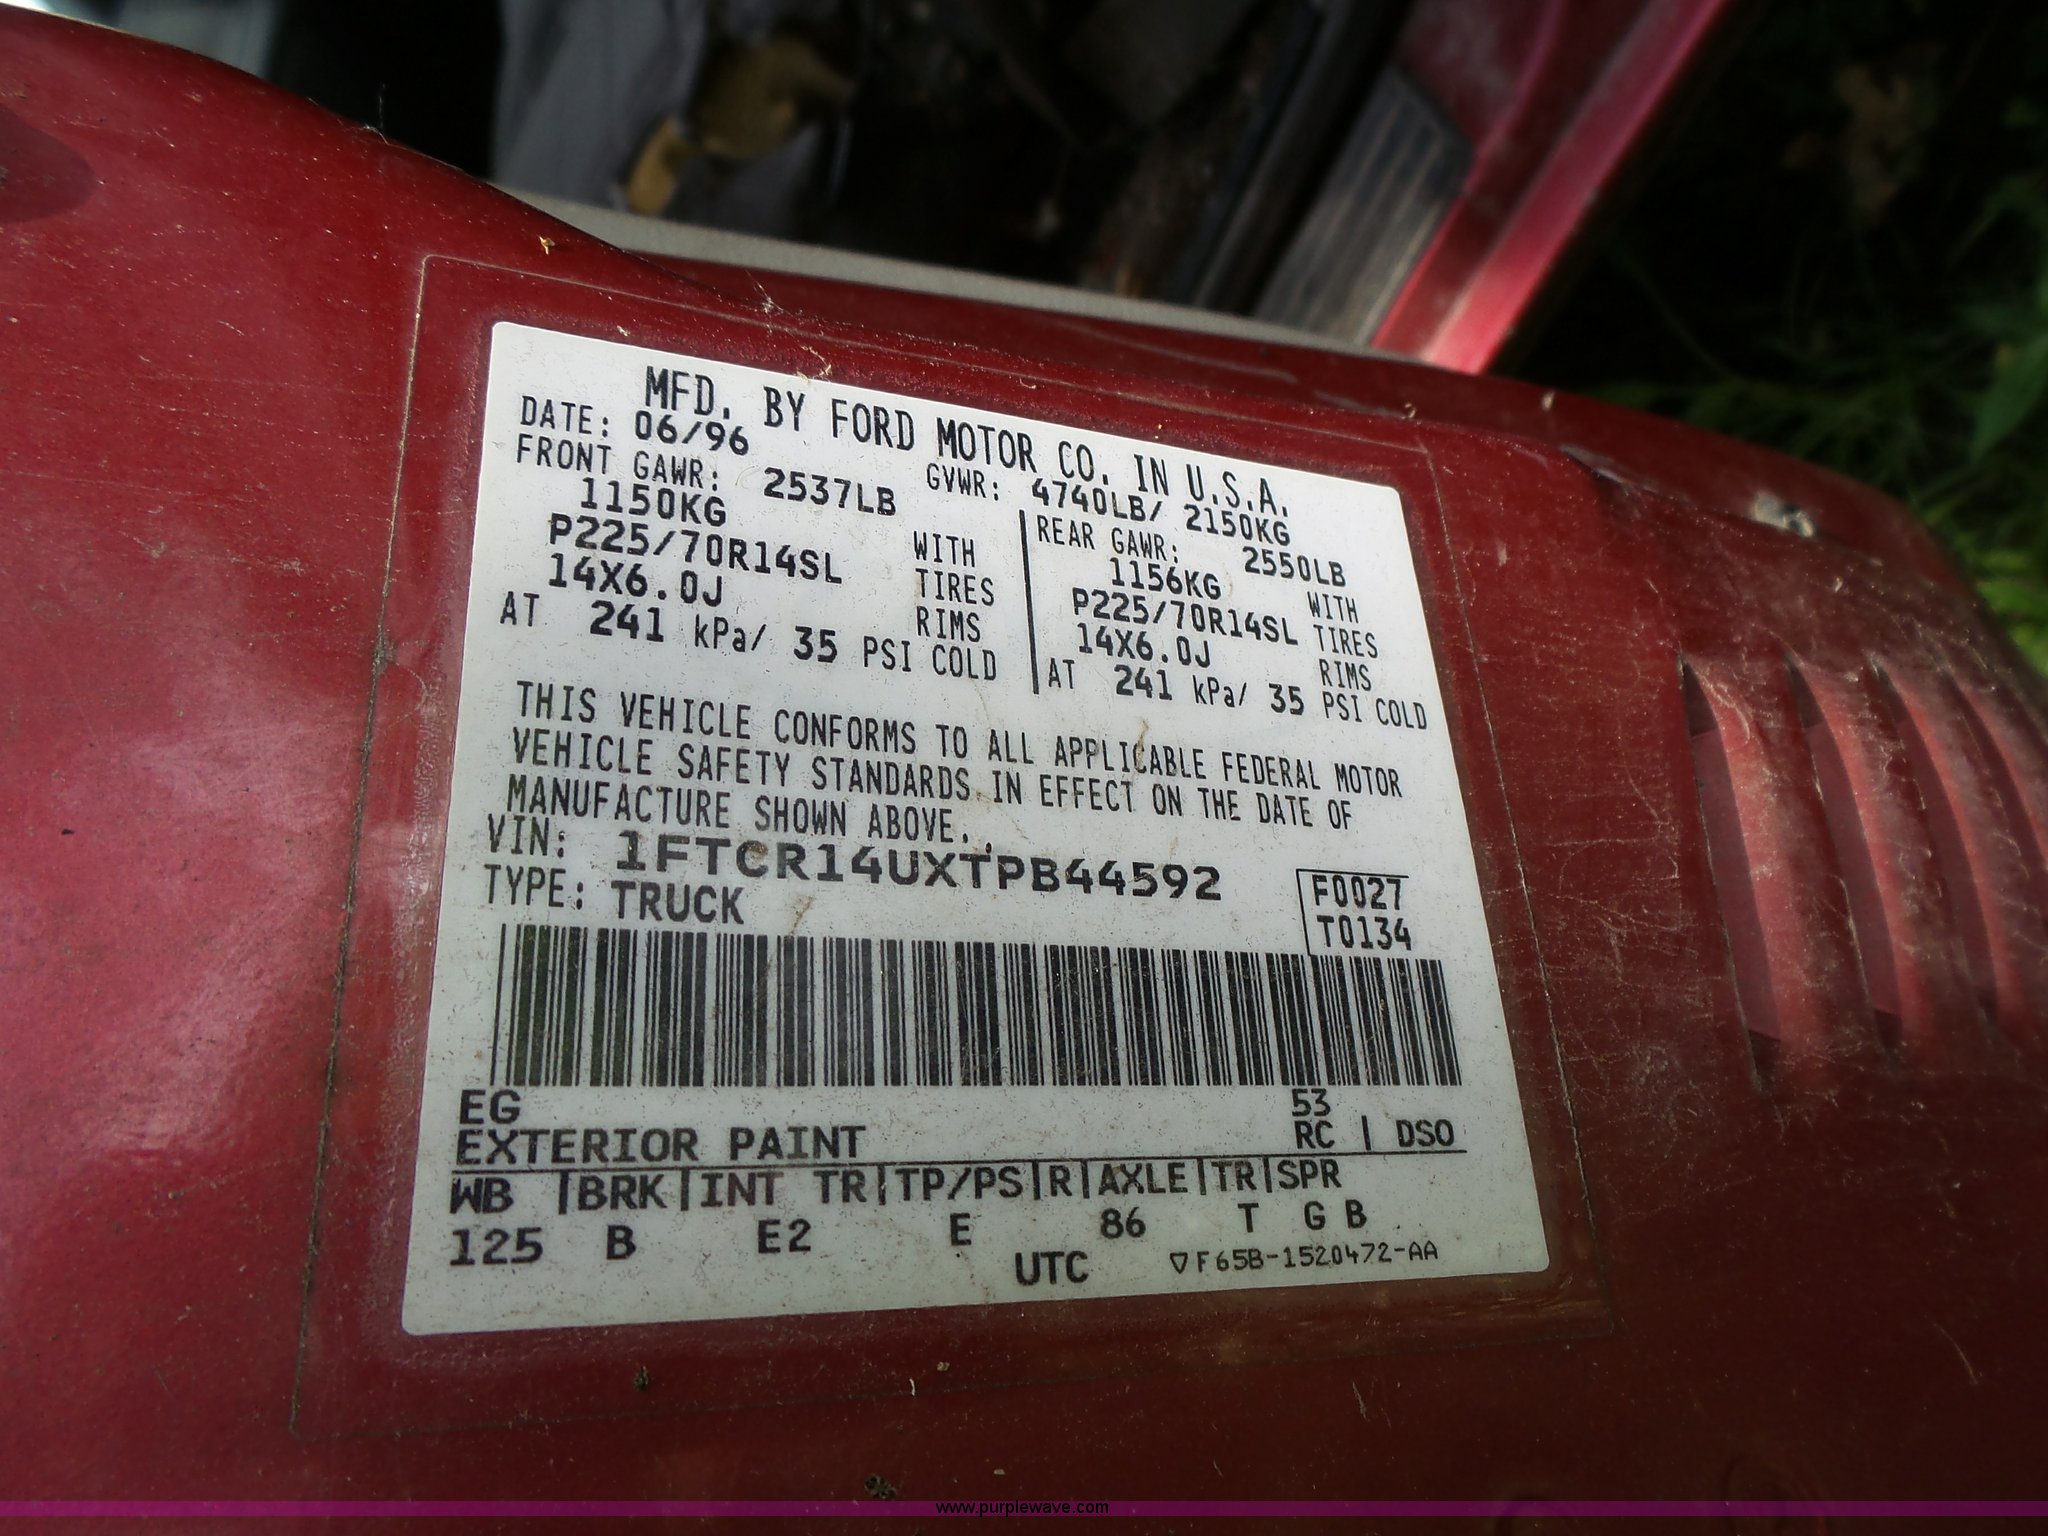 MFD. BY FORD MOTOR CO. IN U.S.A.
DATE: 06/96 GVWR: 4740LB/ 2150KG
FRONT GAWR: 2537LB
1150KG WITH
P225/70R14SL TIRES
14X6.0J RIMS
AT 241 kPa/ 35 PSI COLD
REAR GAWR: 2550LB
1156KG WITH
P225/70R14SL TIRES
14X6.0J RIMS
AT 241 kPa/ 35 PSI COLD
THIS VEHICLE CONFORMS TO ALL APPLICABLE FEDERAL MOTOR
VEHICLE SAFETY STANDARDS IN EFFECT ON THE DATE OF
MANUFACTURE SHOWN ABOVE.
VIN: 1FTCR14UXTPB44592
TYPE: TRUCK
F0027
T0134
EG 53
EXTERIOR PAINT RC | DSO
WB |BRK|INT TR|TP/PS|R|AXLE|TR|SPR
125 B E2 E 86 T G B
UTC ▽F65B-1520472-AA
www.purplewave.com